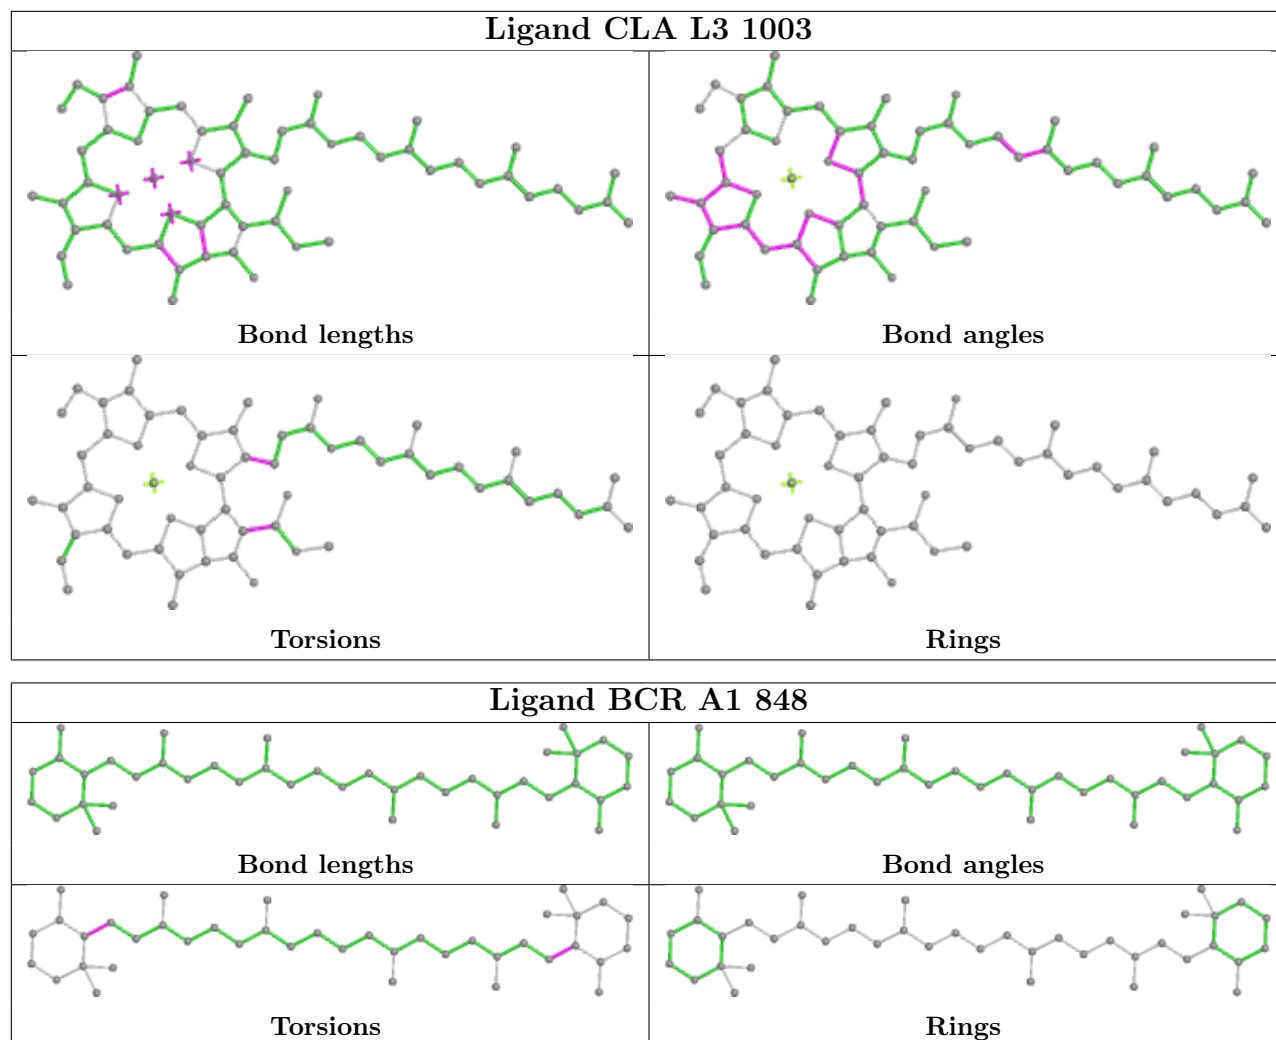 Ligand CLA L3 1003
Bond lengths
Bond angles
Torsions
Rings
Ligand BCR A1 848
Bond lengths
Bond angles
Torsions
Rings